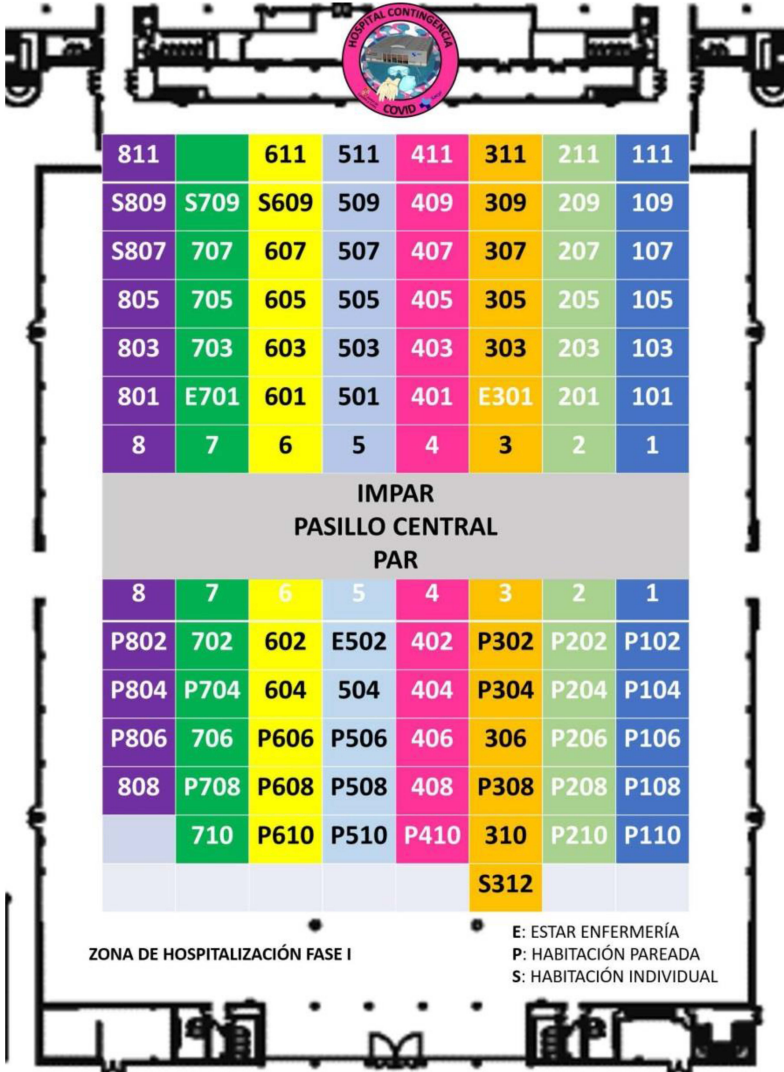 HOSPITAL CONTINGENCIA
COVID
811 611 511 411 311 211 111
S809 S709 S609 509 409 309 209 109
S807 707 607 507 407 307 207 107
805 705 605 505 405 305 205 105
803 703 603 503 403 303 203 103
801 E701 601 501 401 E301 201 101
8 7 6 5 4 3 2 1
IMPAR
PASILLO CENTRAL
PAR
8 7 6 5 4 3 2 1
P802 702 602 E502 402 P302 P202 P102
P804 P704 604 504 404 P304 P204 P104
P806 706 P606 P506 406 306 P206 P106
808 P708 P608 P508 408 P308 P208 P108
710 P610 P510 P410 310 P210 P110
S312
ZONA DE HOSPITALIZACIÓN FASE I
E: ESTAR ENFERMERÍA
P: HABITACIÓN PAREADA
S: HABITACIÓN INDIVIDUAL